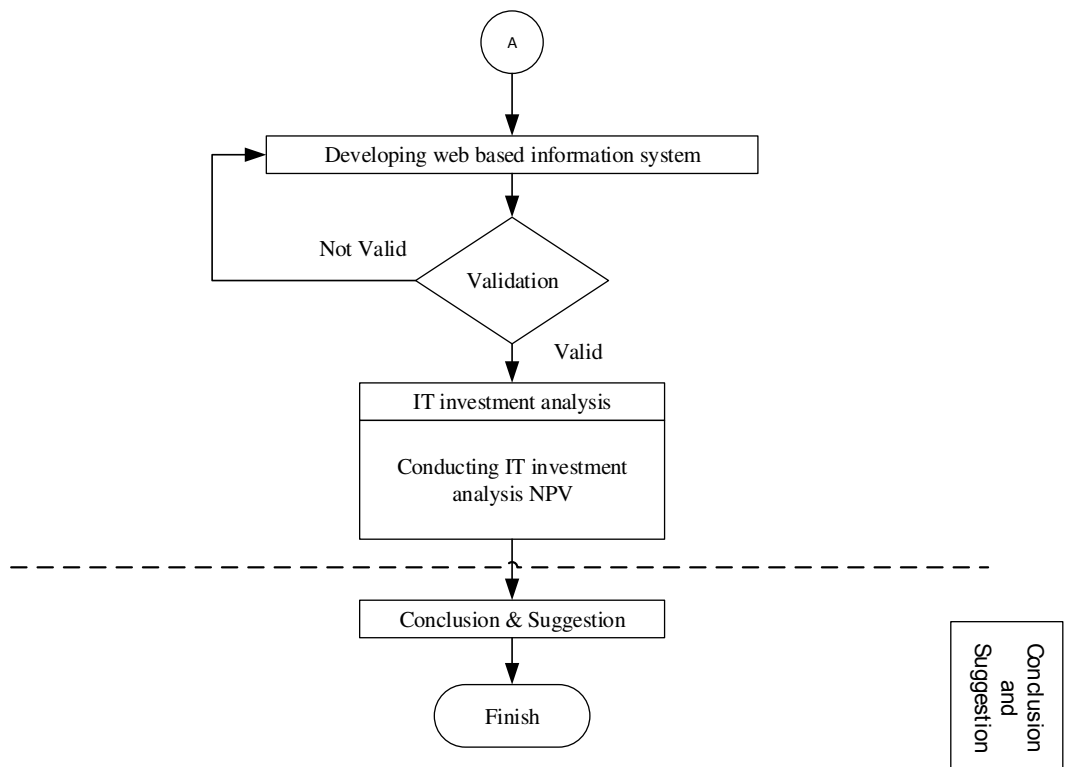 A
Developing web based information system
Not Valid
Validation
Valid
IT investment analysis
Conducting IT investment
analysis NPV
Conclusion & Suggestion
Finish
Conclusion
and
Suggestion